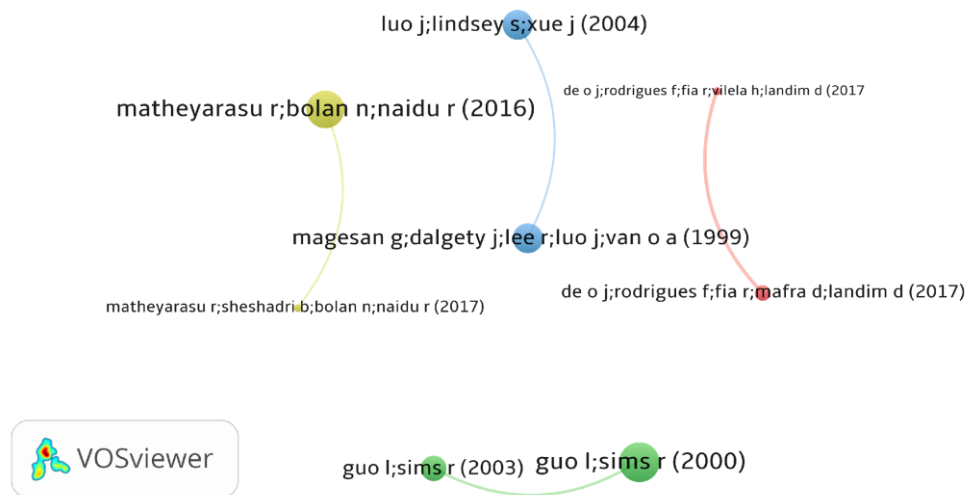 luo j;lindsey s;xue j (2004)
de o j;rodrigues f;fia r;vilela h;landim d (2017
matheyarasu r;bolan n;naidu r (2016)
magesan g;dalgety j;lee r;luo j;van o a (1999)
de o j;rodrigues f;fia r;mafra d;landim d (2017)
matheyarasu r;sheshadri b;bolan n;naidu r (2017)
VOSviewer
guo l;sims r (2003)
guo l;sims r (2000)